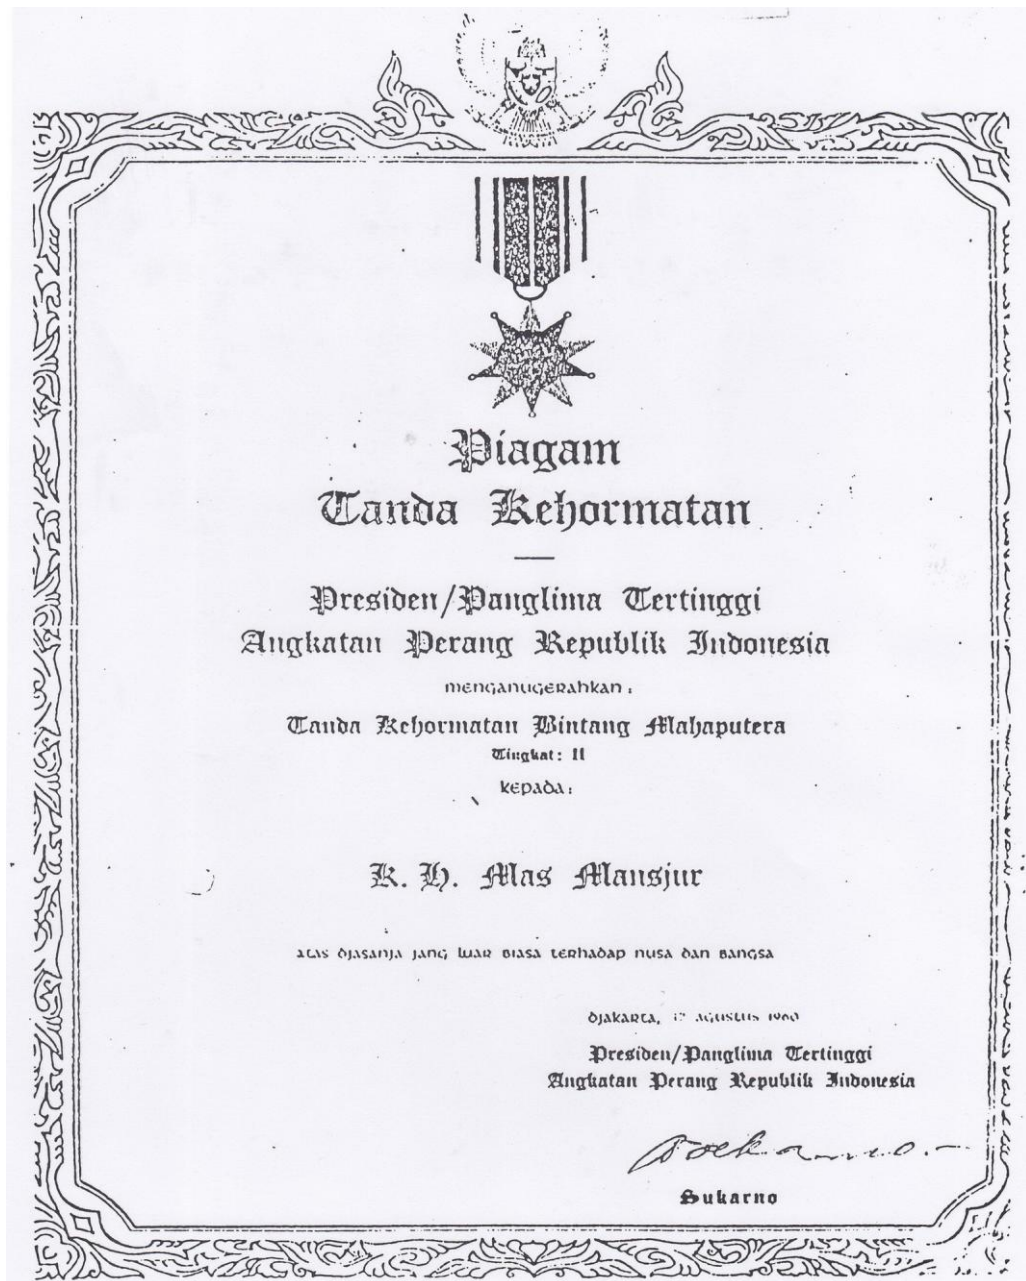 Piagam
Tanda Kehormatan
Presiden/Panglima Tertinggi
Angkatan Perang Republik Indonesia
menganugerahkan :
Tanda Kehormatan Bintang Mahaputera
Tingkat: II
kepada:
K. H. Mas Mansjur
atas djasanja jang luar biasa terhadap nusa dan bangsa
djakarta, 17 agustus 1960
Presiden/Panglima Tertinggi
Angkatan Perang Republik Indonesia
Soekarno.-
Sukarno